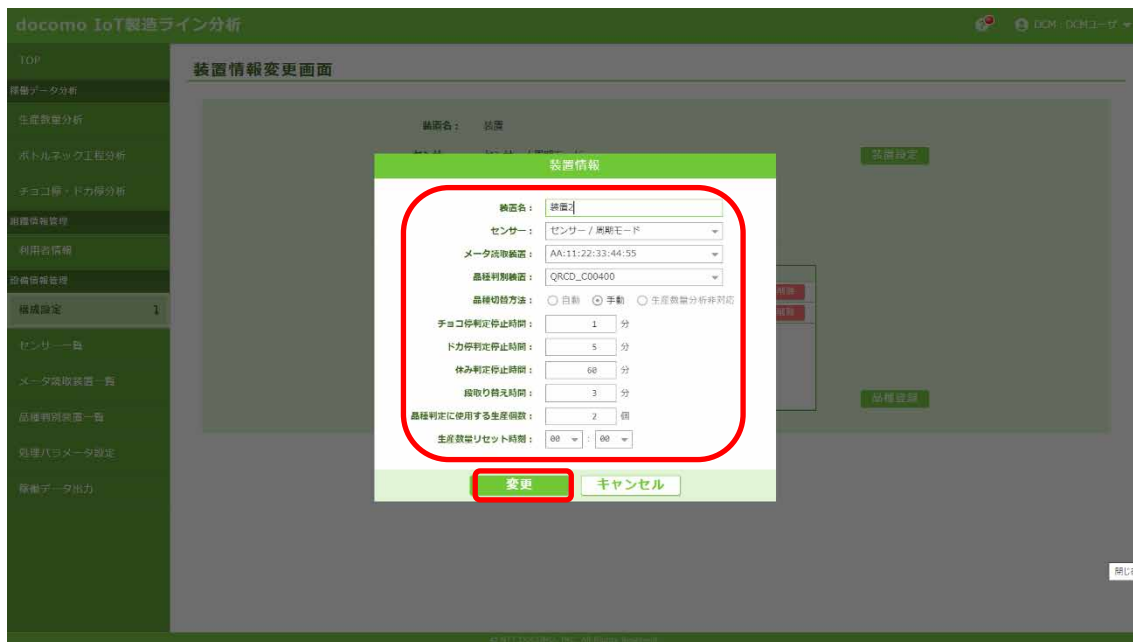 docomo IoT製造ライン分析
DCM : DCMユーザ
TOP
装置情報変更画面
稼働データ分析
生産数量分析
装置名： 装置
ボトルネック工程分析
装置設定
装置情報
チョコ停・ドカ停分析
装置名： 装置2
組織情報管理
センサー： センサー / 周期モード
利用者情報
メータ読取装置： AA:11:22:33:44:55
設備情報管理
品種判別装置： QRCD_C00400
構成設定
品種切替方法： 自動 手動 生産数量分析非対応
チョコ停判定停止時間： 1 分
センサー一覧
ドカ停判定停止時間： 5 分
休み判定停止時間： 60 分
メータ読取装置一覧
段取り替え時間： 3 分
品種登録
品種判別装置一覧
品種判定に使用する生産個数： 2 個
生産数量リセット時刻： 00 : 00
処理パラメータ設定
変更 キャンセル
稼働データ出力